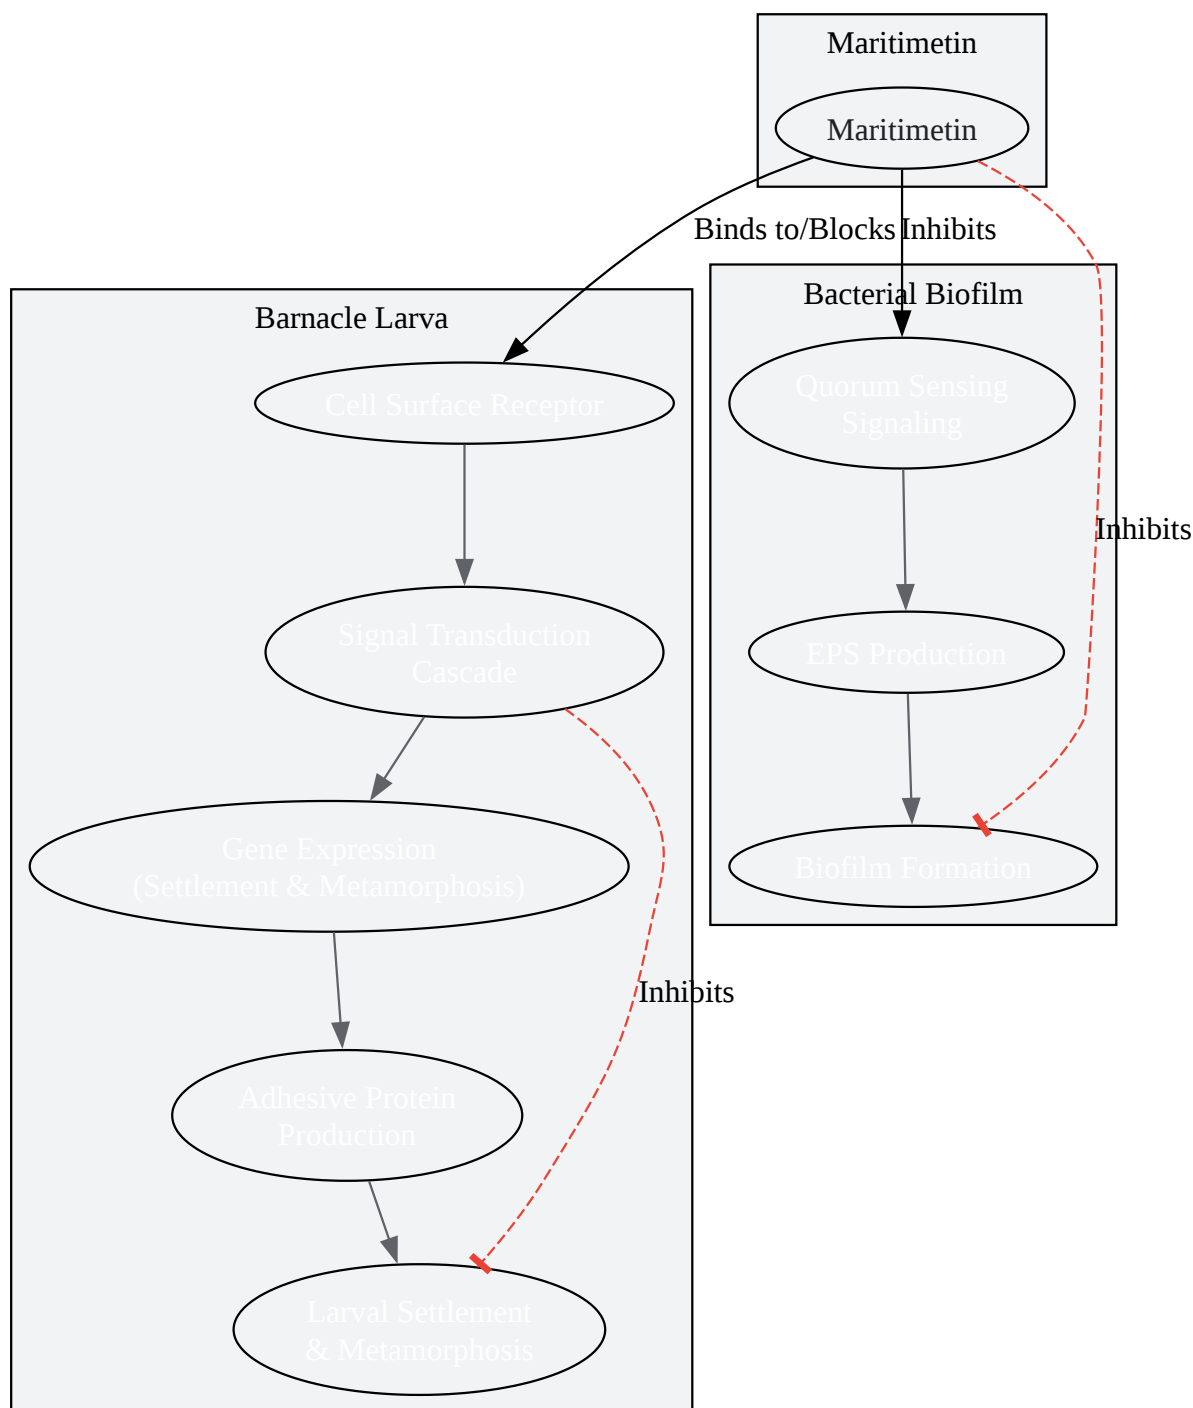 Maritimetin
Maritimetin
Binds to/Blocks
Inhibits
Barnacle Larva
Cell Surface Receptor
Signal Transduction
Cascade
Gene Expression
(Settlement & Metamorphosis)
Inhibits
Adhesive Protein
Production
Larval Settlement
& Metamorphosis
Bacterial Biofilm
Quorum Sensing
Signaling
Inhibits
EPS Production
Biofilm Formation